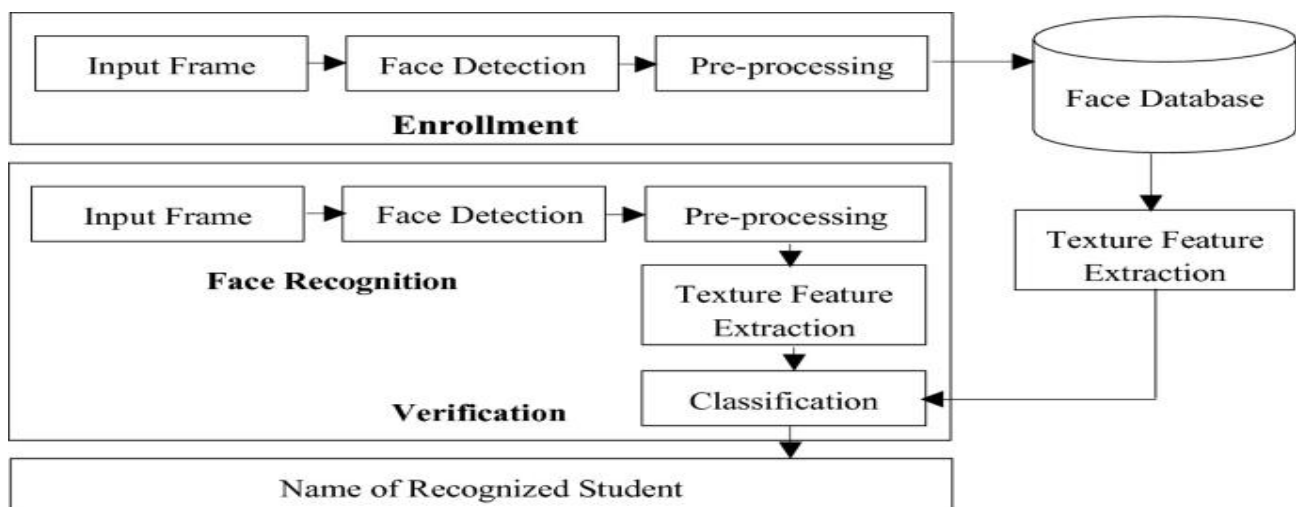 Input Frame
Face Detection
Pre-processing
Enrollment
Face Database
Input Frame
Face Detection
Pre-processing
Face Recognition
Texture Feature
Extraction
Verification
Classification
Texture Feature
Extraction
Name of Recognized Student